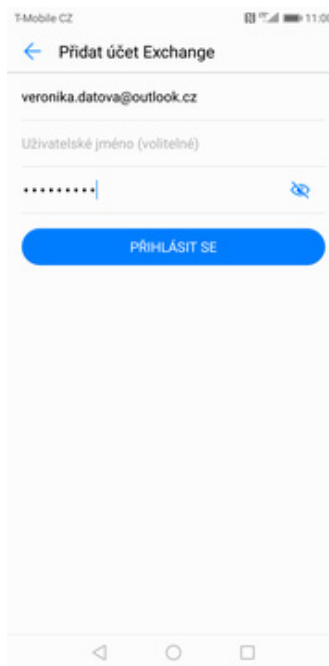 T-Mobile CZ 11:00
Přidat účet Exchange
veronika.datova@outlook.cz
Uživatelské jméno (volitelné)
•••••••••
PŘIHLÁSIT SE